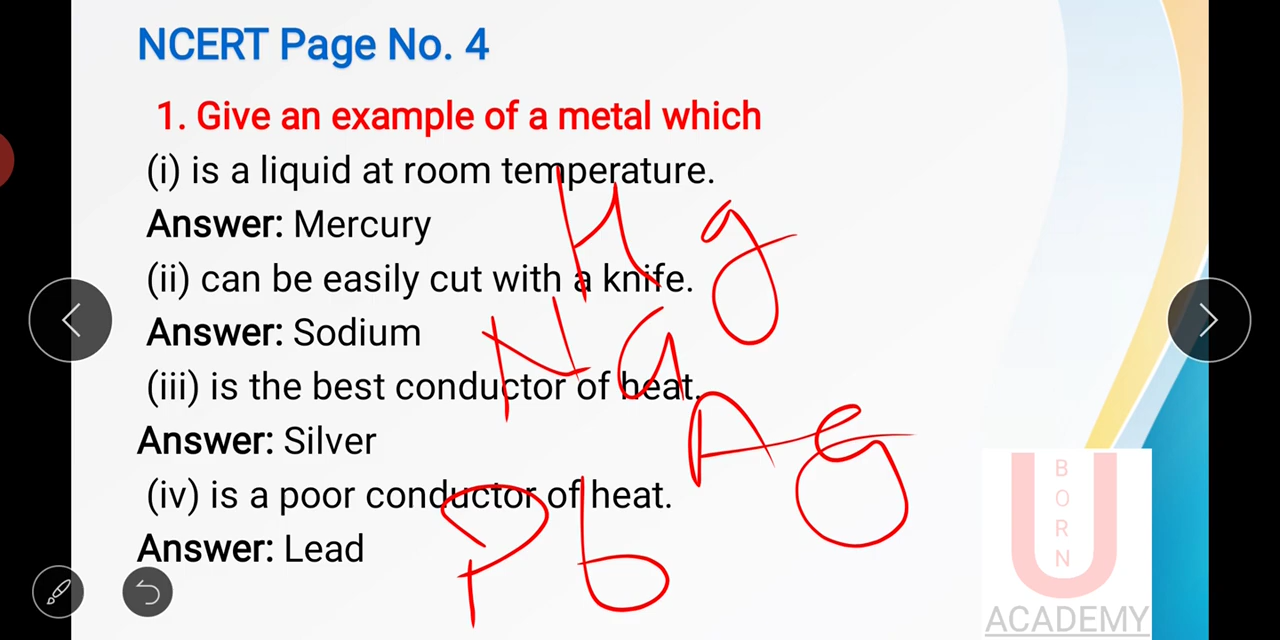 NCERT Page No. 4
1. Give an example of a metal which
(i) is a liquid at room temperature.
Hg
Answer: Mercury
(ii) can be easily cut with a knife.
Answer: Sodium
Na
(iii) is the best conductor of heat.
Answer: Silver
Ag
(iv) is a poor conductor of heat.
Answer: Lead
Pb
U
BORN
ACADEMY